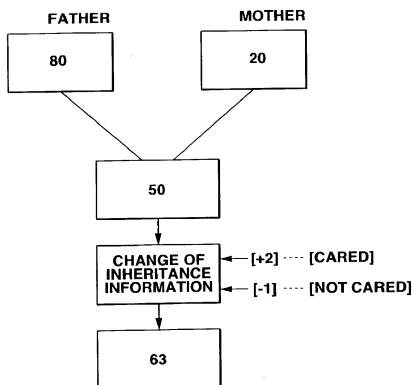 FATHER
MOTHER
80
20
50
CHANGE OF
INHERITANCE
INFORMATION
[+2] ---- [CARED]
[-1] ---- [NOT CARED]
63